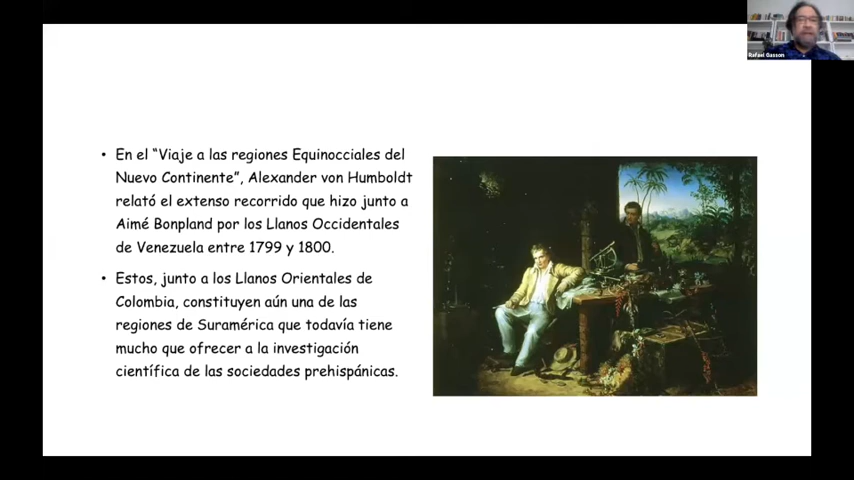 Rafael Gasson
• En el “Viaje a las regiones Equinocciales del
Nuevo Continente”, Alexander von Humboldt
relató el extenso recorrido que hizo junto a
Aimé Bonpland por los Llanos Occidentales
de Venezuela entre 1799 y 1800.
• Estos, junto a los Llanos Orientales de
Colombia, constituyen aún una de las
regiones de Suramérica que todavía tiene
mucho que ofrecer a la investigación
científica de las sociedades prehispánicas.